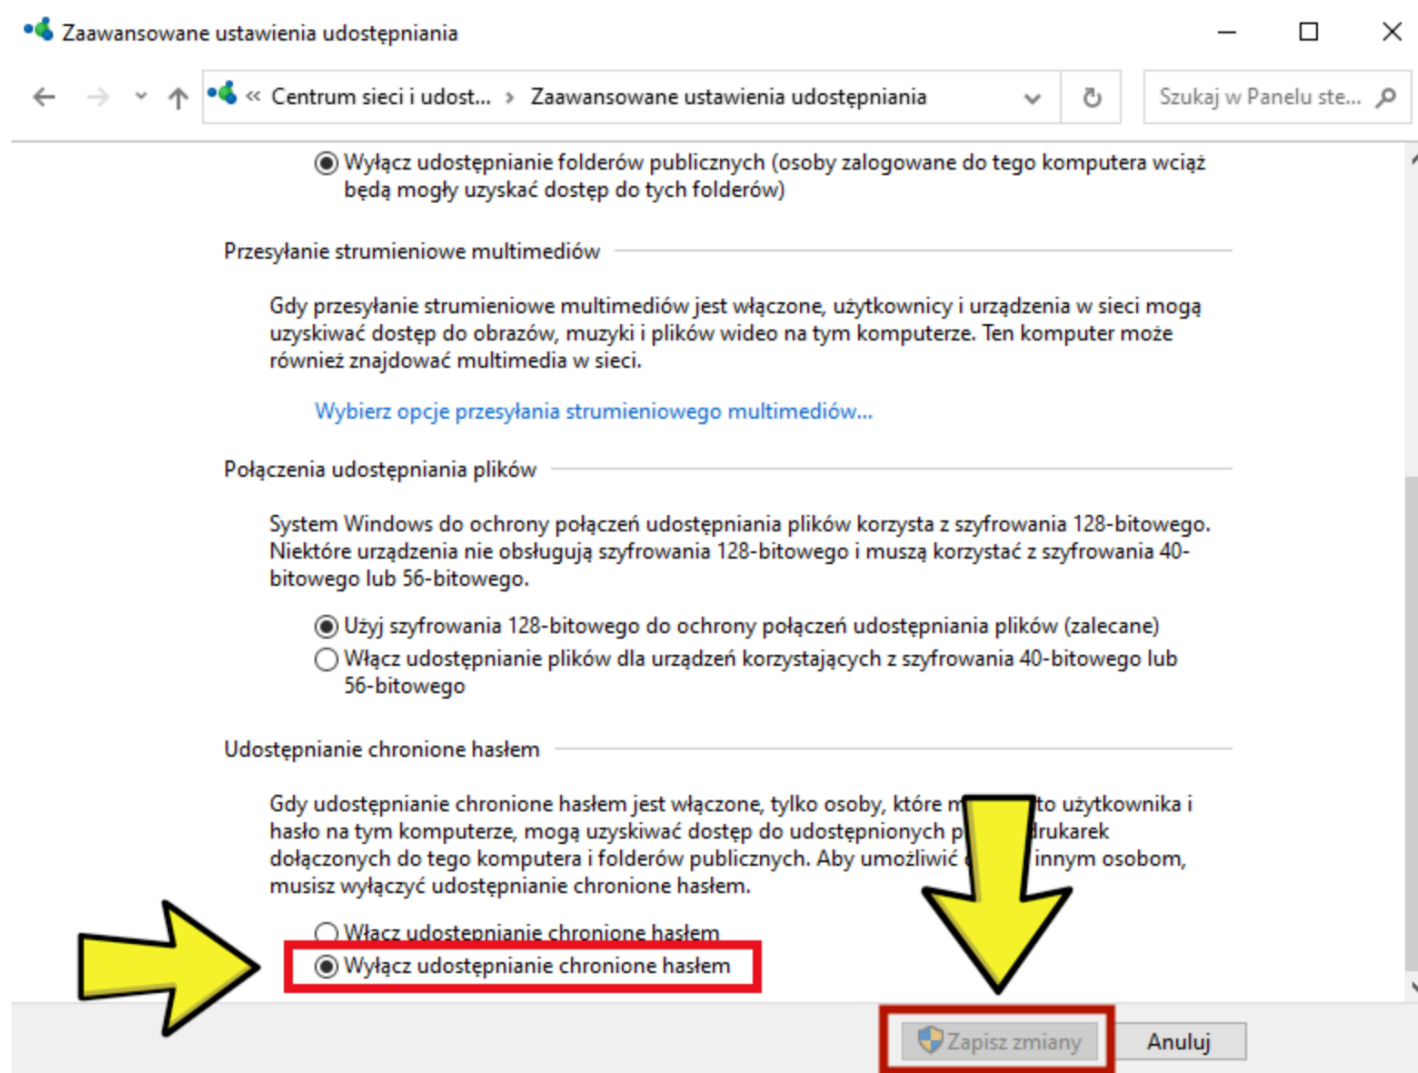 Zaawansowane ustawienia udostępniania
« Centrum sieci i udost... › Zaawansowane ustawienia udostępniania
Szukaj w Panelu ste...
Wyłącz udostępnianie folderów publicznych (osoby zalogowane do tego komputera wciąż
będą mogły uzyskać dostęp do tych folderów)
Przesyłanie strumieniowe multimediów
Gdy przesyłanie strumieniowe multimediów jest włączone, użytkownicy i urządzenia w sieci mogą
uzyskiwać dostęp do obrazów, muzyki i plików wideo na tym komputerze. Ten komputer może
również znajdować multimedia w sieci.
Wybierz opcje przesyłania strumieniowego multimediów...
Połączenia udostępniania plików
System Windows do ochrony połączeń udostępniania plików korzysta z szyfrowania 128-bitowego.
Niektóre urządzenia nie obsługują szyfrowania 128-bitowego i muszą korzystać z szyfrowania 40-
bitowego lub 56-bitowego.
Użyj szyfrowania 128-bitowego do ochrony połączeń udostępniania plików (zalecane)
Włącz udostępnianie plików dla urządzeń korzystających z szyfrowania 40-bitowego lub
56-bitowego
Udostępnianie chronione hasłem
Gdy udostępnianie chronione hasłem jest włączone, tylko osoby, które to użytkownika i
hasło na tym komputerze, mogą uzyskiwać dostęp do udostępnionych drukarek
dołączonych do tego komputera i folderów publicznych. Aby umożliwić innym osobom,
musisz wyłączyć udostępnianie chronione hasłem.
Włącz udostępnianie chronione hasłem
Wyłącz udostępnianie chronione hasłem
Zapisz zmiany
Anuluj